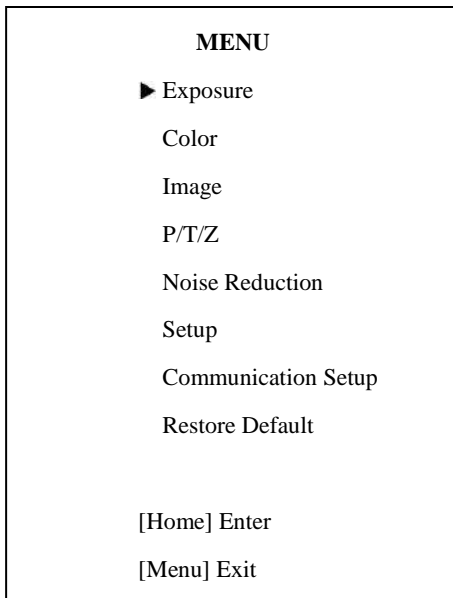 MENU
Exposure
Color
Image
P/T/Z
Noise Reduction
Setup
Communication Setup
Restore Default
[Home] Enter
[Menu] Exit